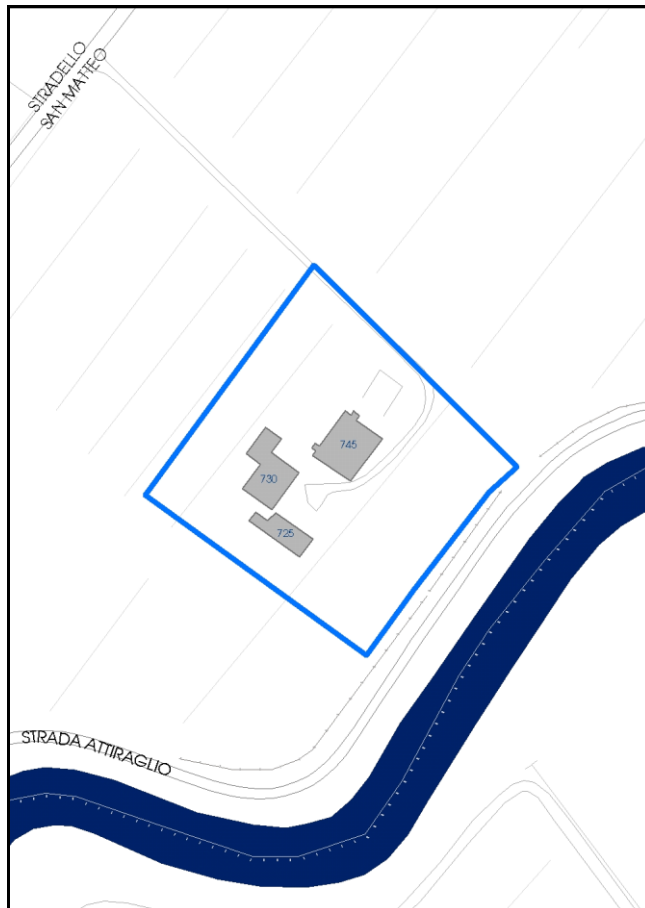 STRADELLO
SAN MATTEO
745
730
725
STRADA ATTIRAGLIO